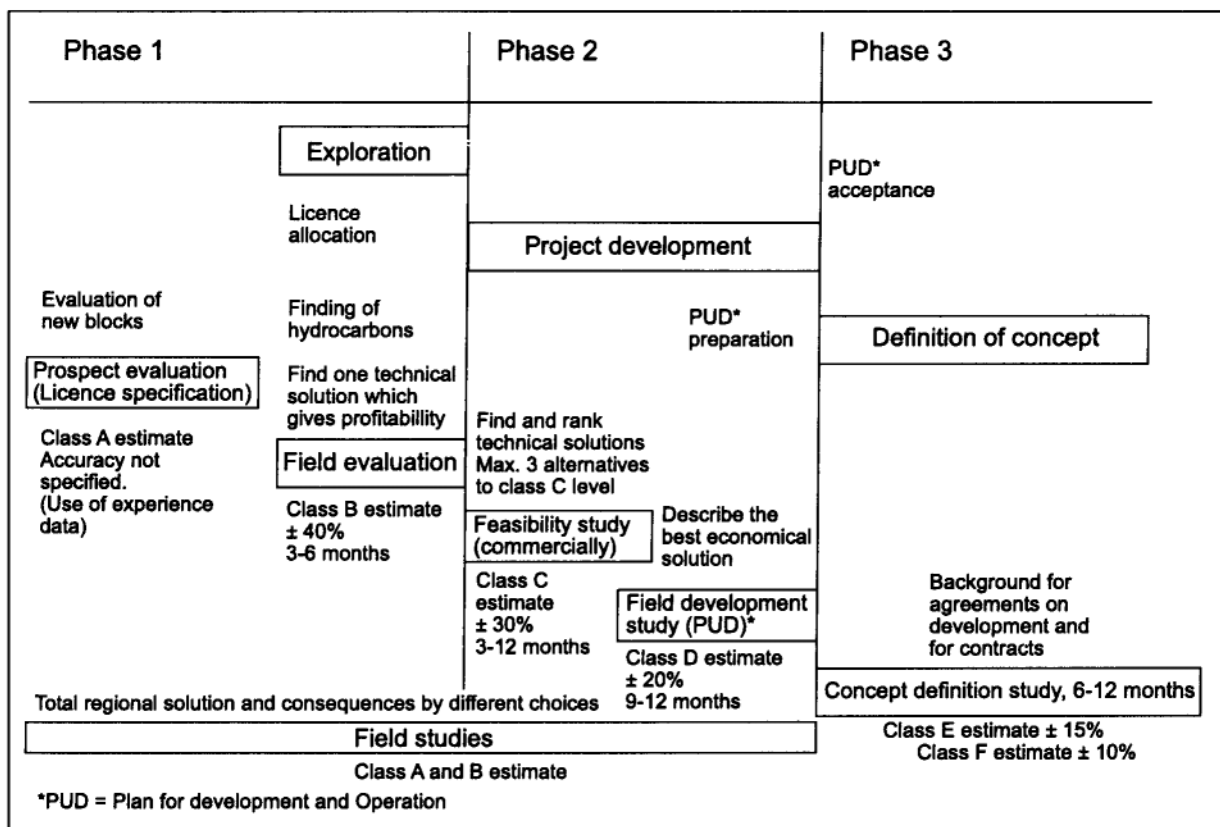 Phase 1
Phase 2
Phase 3
Exploration
PUD*
acceptance
Licence
allocation
Project development
Evaluation of
new blocks
Finding of
hydrocarbons
PUD*
preparation
Definition of concept
Prospect evaluation
(Licence specification)
Find one technical
solution which
gives profitabillity
Class A estimate
Accuracy not
specified.
(Use of experience
data)
Field evaluation
Class B estimate
± 40%
3-6 months
Find and rank
technical solutions
Max. 3 alternatives
to class C level
Feasibility study
(commercially)
Describe the
best economical
solution
Class C
estimate
± 30%
3-12 months
Field development
study (PUD)*
Class D estimate
± 20%
9-12 months
Background for
agreements on
development and
for contracts
Concept definition study, 6-12 months
Class E estimate ± 15%
Class F estimate ± 10%
Total regional solution and consequences by different choices
Field studies
Class A and B estimate
*PUD = Plan for development and Operation